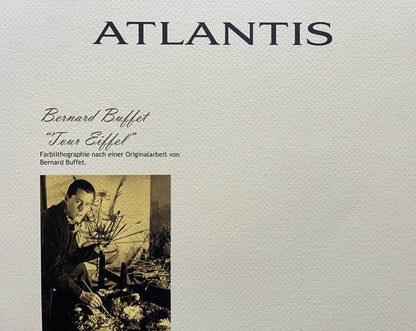 ATLANTIS
Bernard Buffet
"Tour Eiffel"
Farblithographie nach einer Originalarbeit von
Bernard Buffet.